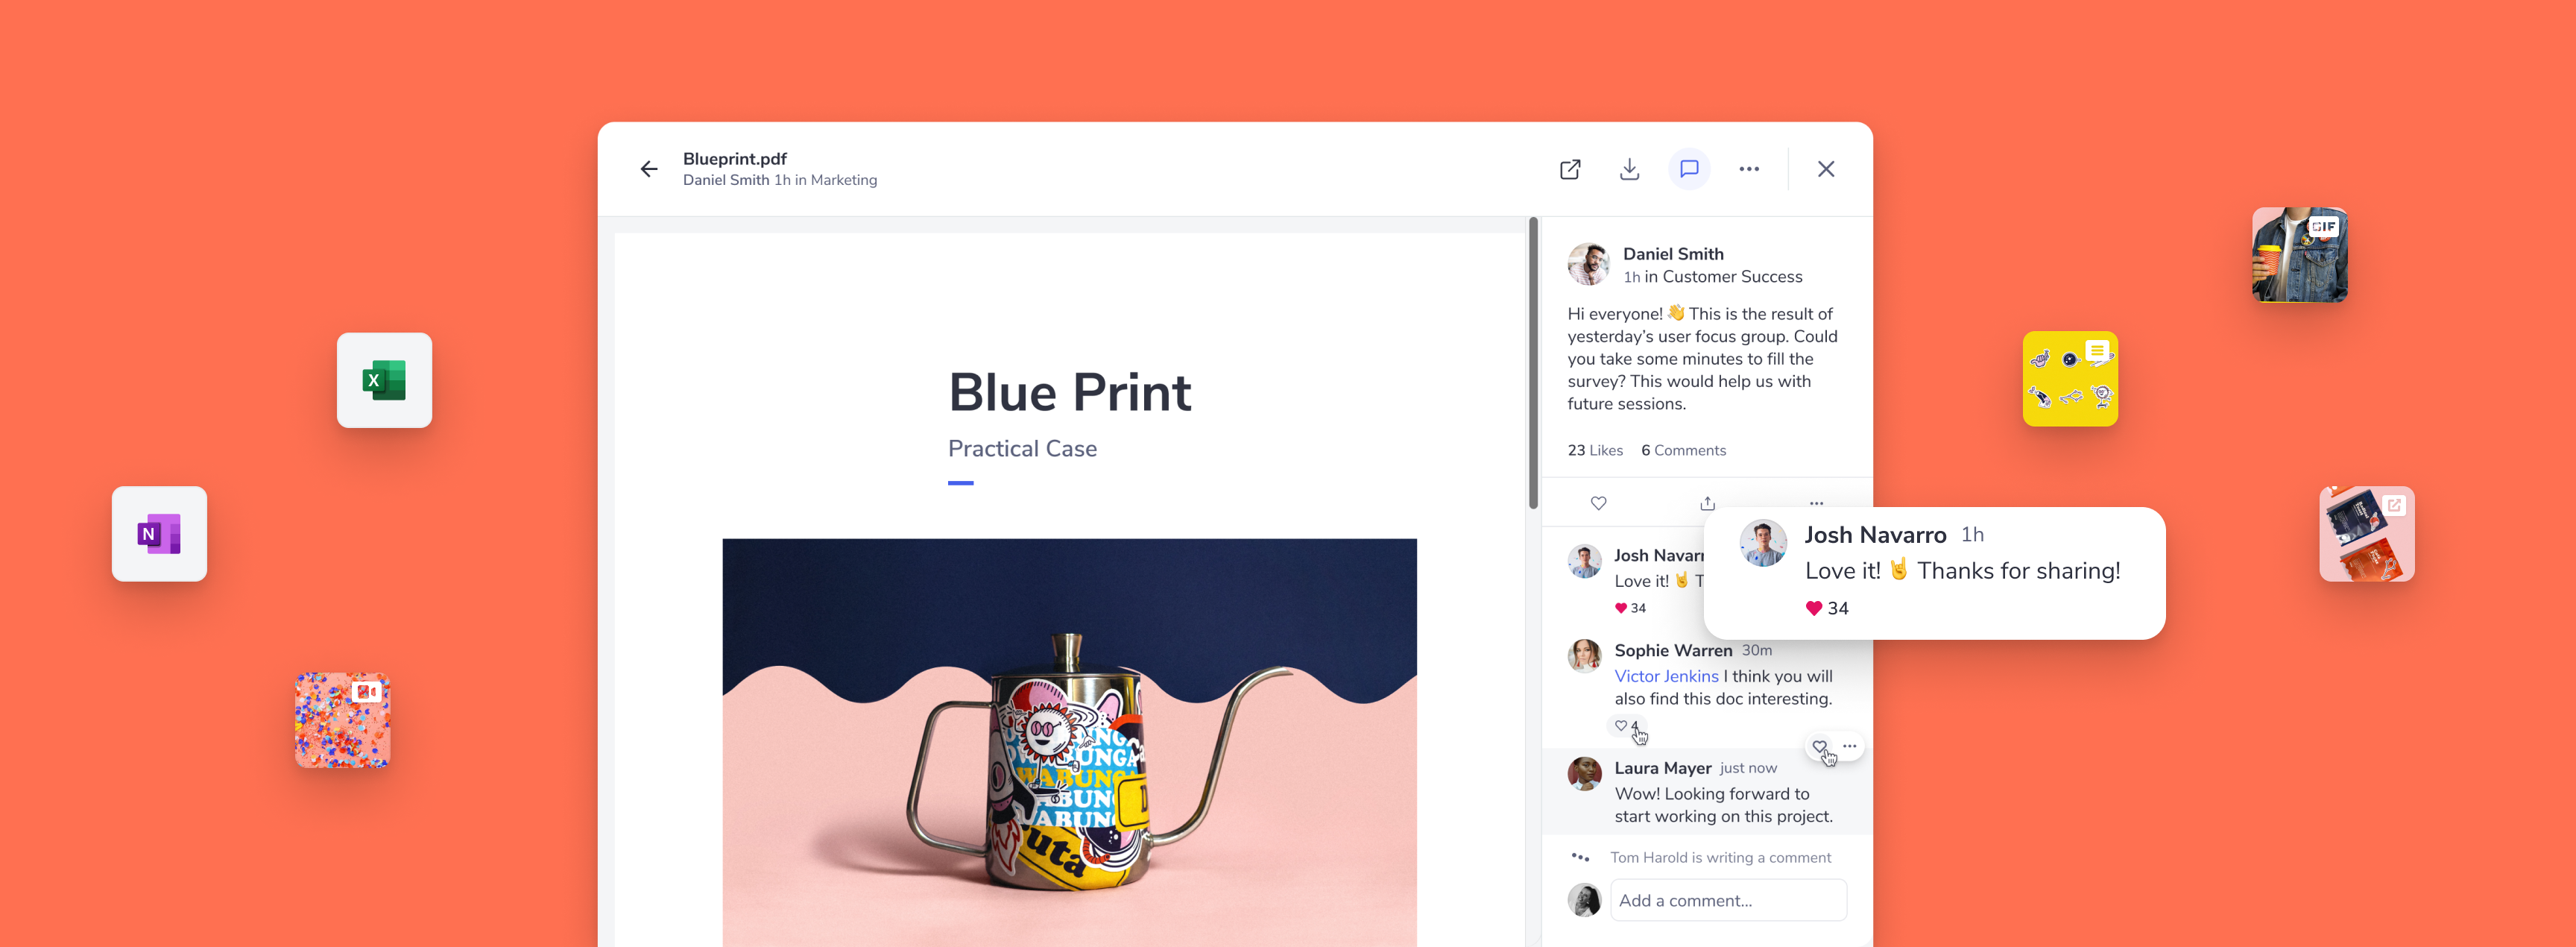 Blueprint.pdf
Daniel Smith 1h in Marketing
Blue Print
Practical Case
WABUNGA
ABUN
ABUN
uta
Daniel Smith
1h in Customer Success
Hi everyone! 👋 This is the result of
yesterday's user focus group. Could
you take some minutes to fill the
survey? This would help us with
future sessions.
23 Likes 6 Comments
Josh Navarr
Love it! 🤘 T
34
Josh Navarro 1h
Love it! 🤘 Thanks for sharing!
34
Sophie Warren 30m
Victor Jenkins I think you will
also find this doc interesting.
4
Laura Mayer just now
Wow! Looking forward to
start working on this project.
Tom Harold is writing a comment
Add a comment...
X
N
GIF